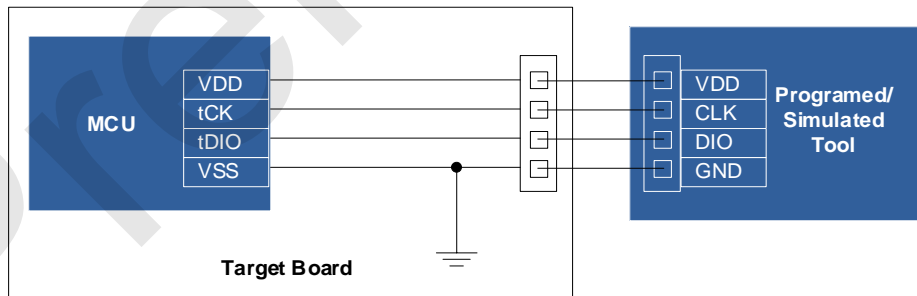 MCU
VDD
tCK
tDIO
VSS
VDD
CLK
DIO
GND
Programed/
Simulated
Tool
Target Board